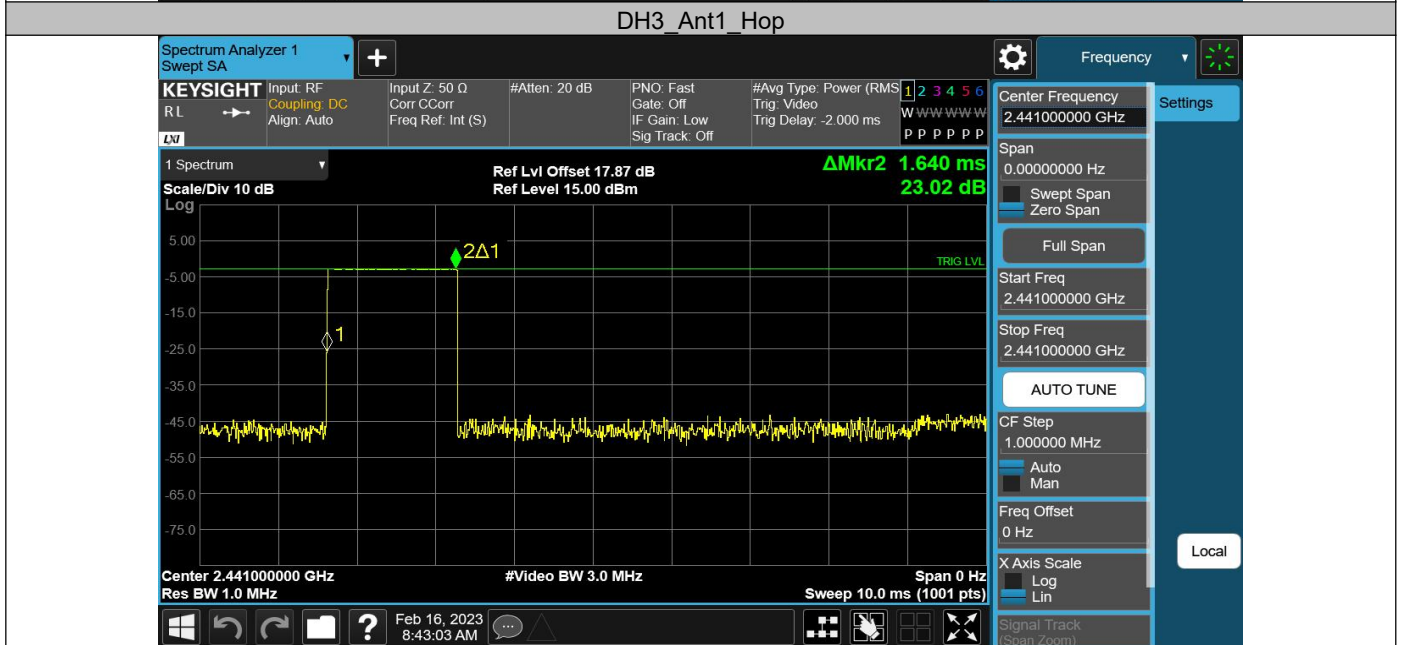 DH3_Ant1_Hop
Spectrum Analyzer 1
Swept SA
Frequency
KEYSIGHT
RL
LXI
Input: RF
Coupling: DC
Align: Auto
Input Z: 50 Ω
Corr CCorr
Freq Ref: Int (S)
#Atten: 20 dB
PNO: Fast
Gate: Off
IF Gain: Low
Sig Track: Off
#Avg Type: Power (RMS
Trig: Video
Trig Delay: -2.000 ms
1 2 3 4 5 6
W W W W W W
P P P P P P
1 Spectrum
Scale/Div 10 dB
Log
Ref Lvl Offset 17.87 dB
Ref Level 15.00 dBm
ΔMkr2 1.640 ms
23.02 dB
5.00
-5.00
-15.0
-25.0
-35.0
-45.0
-55.0
-65.0
-75.0
2Δ1
TRIG LVL
1
Center 2.441000000 GHz
Res BW 1.0 MHz
#Video BW 3.0 MHz
Span 0 Hz
Sweep 10.0 ms (1001 pts)
Feb 16, 2023
8:43:03 AM
Center Frequency
2.441000000 GHz
Settings
Span
0.00000000 Hz
Swept Span
Zero Span
Full Span
Start Freq
2.441000000 GHz
Stop Freq
2.441000000 GHz
AUTO TUNE
CF Step
1.000000 MHz
Auto
Man
Freq Offset
0 Hz
X Axis Scale
Log
Lin
Local
Signal Track
(Span Zoom)